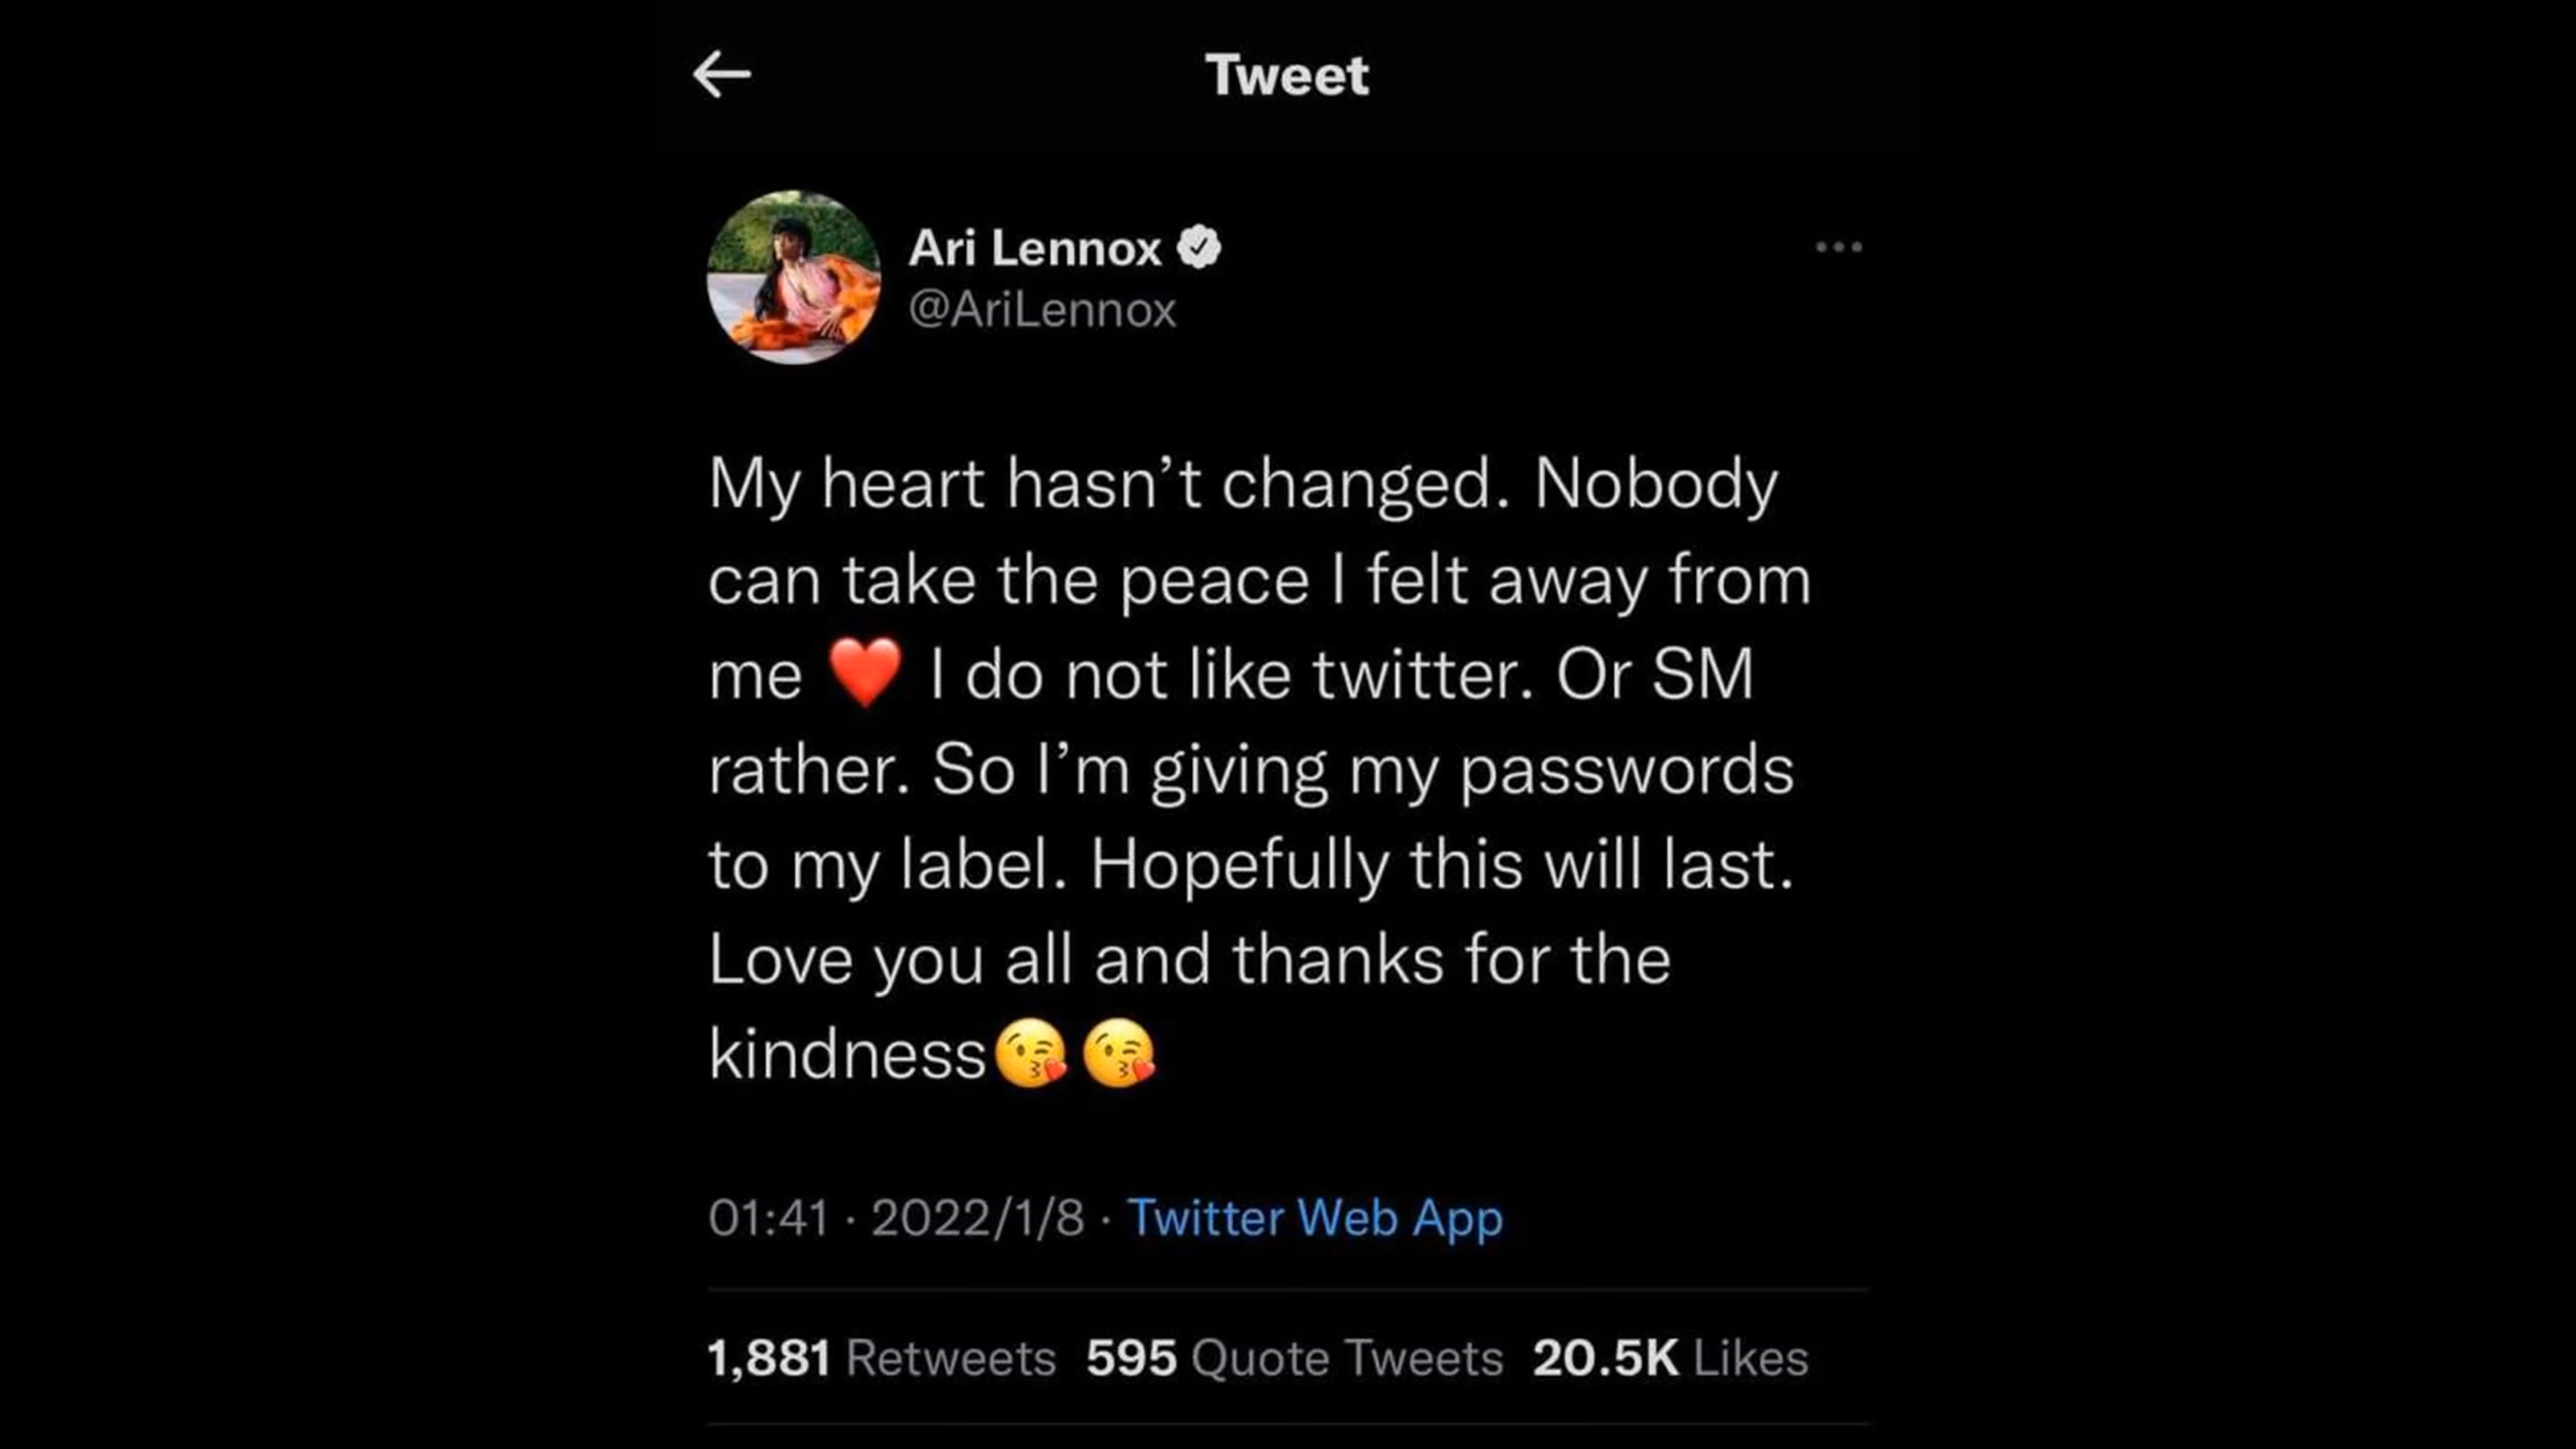 Tweet
Ari Lennox
@AriLennox
My heart hasn’t changed. Nobody
can take the peace I felt away from
me ❤️ I do not like twitter. Or SM
rather. So I’m giving my passwords
to my label. Hopefully this will last.
Love you all and thanks for the
kindness😘😘
01:41 · 2022/1/8 · Twitter Web App
1,881 Retweets 595 Quote Tweets 20.5K Likes